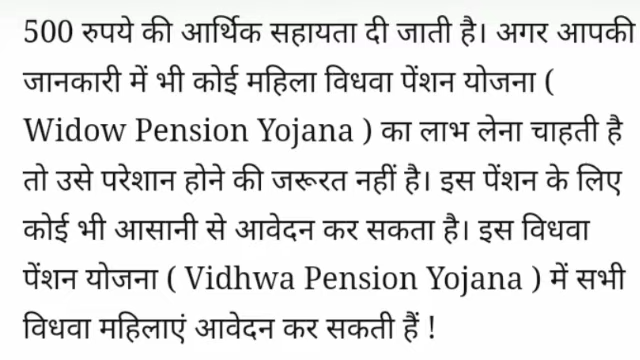 500 रुपये की आर्थिक सहायता दी जाती है। अगर आपकी
जानकारी में भी कोई महिला विधवा पेंशन योजना (
Widow Pension Yojana ) का लाभ लेना चाहती है
तो उसे परेशान होने की जरूरत नहीं है। इस पेंशन के लिए
कोई भी आसानी से आवेदन कर सकता है। इस विधवा
पेंशन योजना ( Vidhwa Pension Yojana ) में सभी
विधवा महिलाएं आवेदन कर सकती हैं !